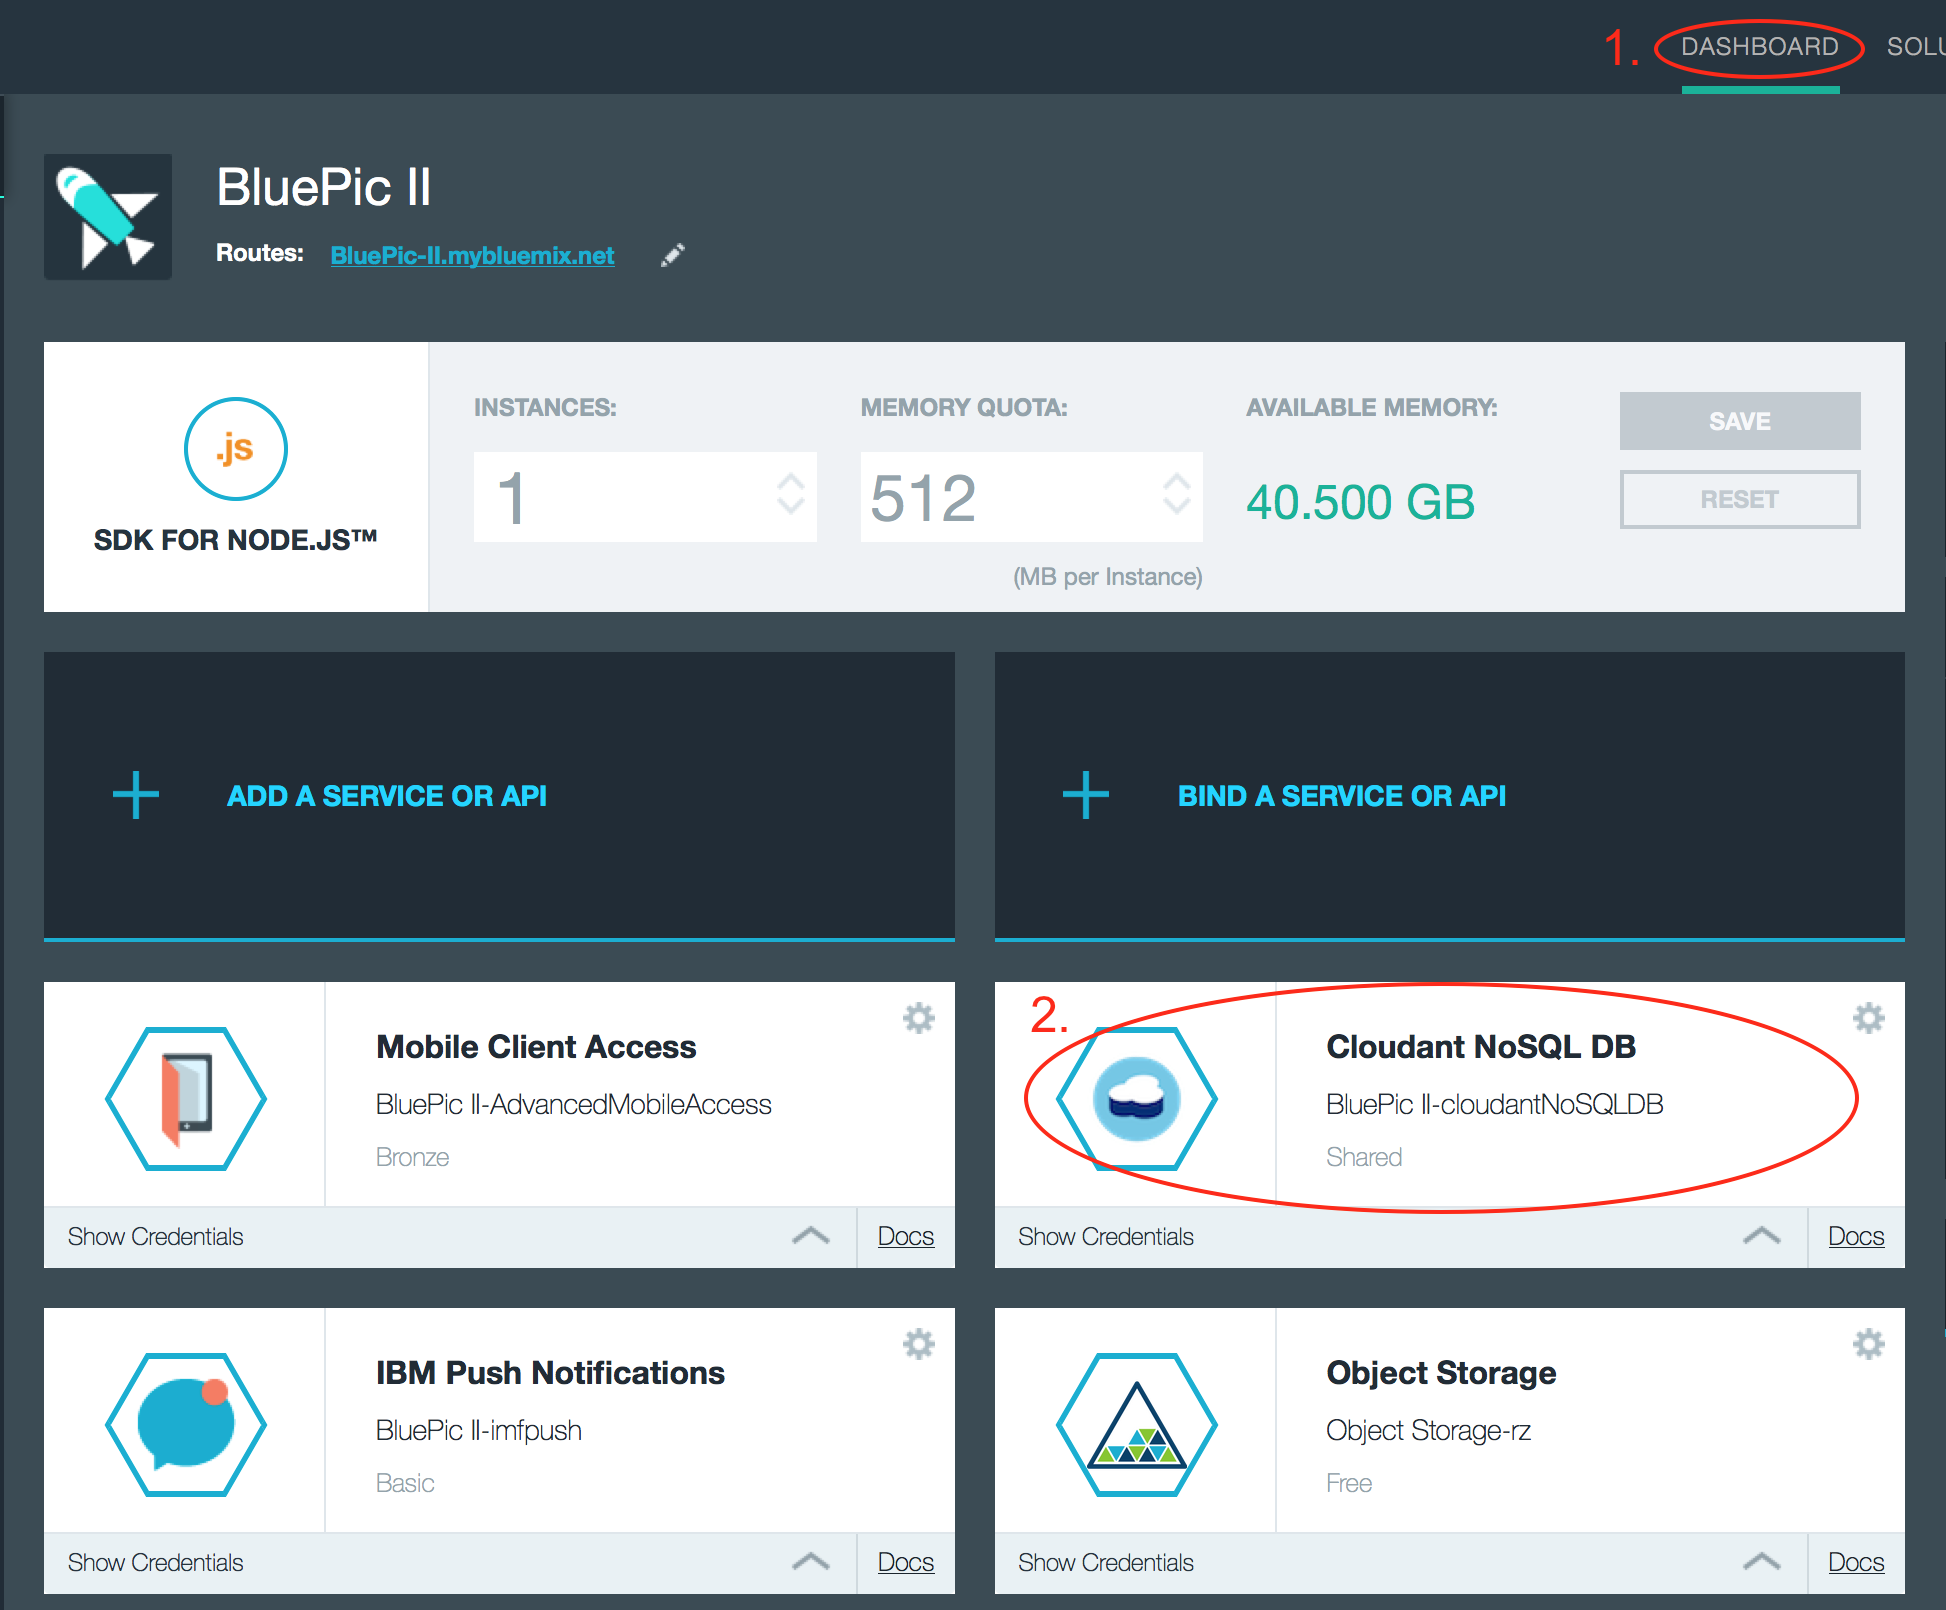 1. DASHBOARD
BluePic II
Routes: BluePic-II.mybluemix.net
.js
SDK FOR NODE.JS™
INSTANCES: MEMORY QUOTA: AVAILABLE MEMORY:
1 512 40.500 GB
(MB per Instance)
SAVE
RESET
ADD A SERVICE OR API
BIND A SERVICE OR API
Mobile Client Access
BluePic II-AdvancedMobileAccess
Bronze
Show Credentials Docs
2.
Cloudant NoSQL DB
BluePic II-cloudantNoSQLDB
Shared
Show Credentials Docs
IBM Push Notifications
BluePic II-imfpush
Basic
Show Credentials Docs
Object Storage
Object Storage-rz
Free
Show Credentials Docs